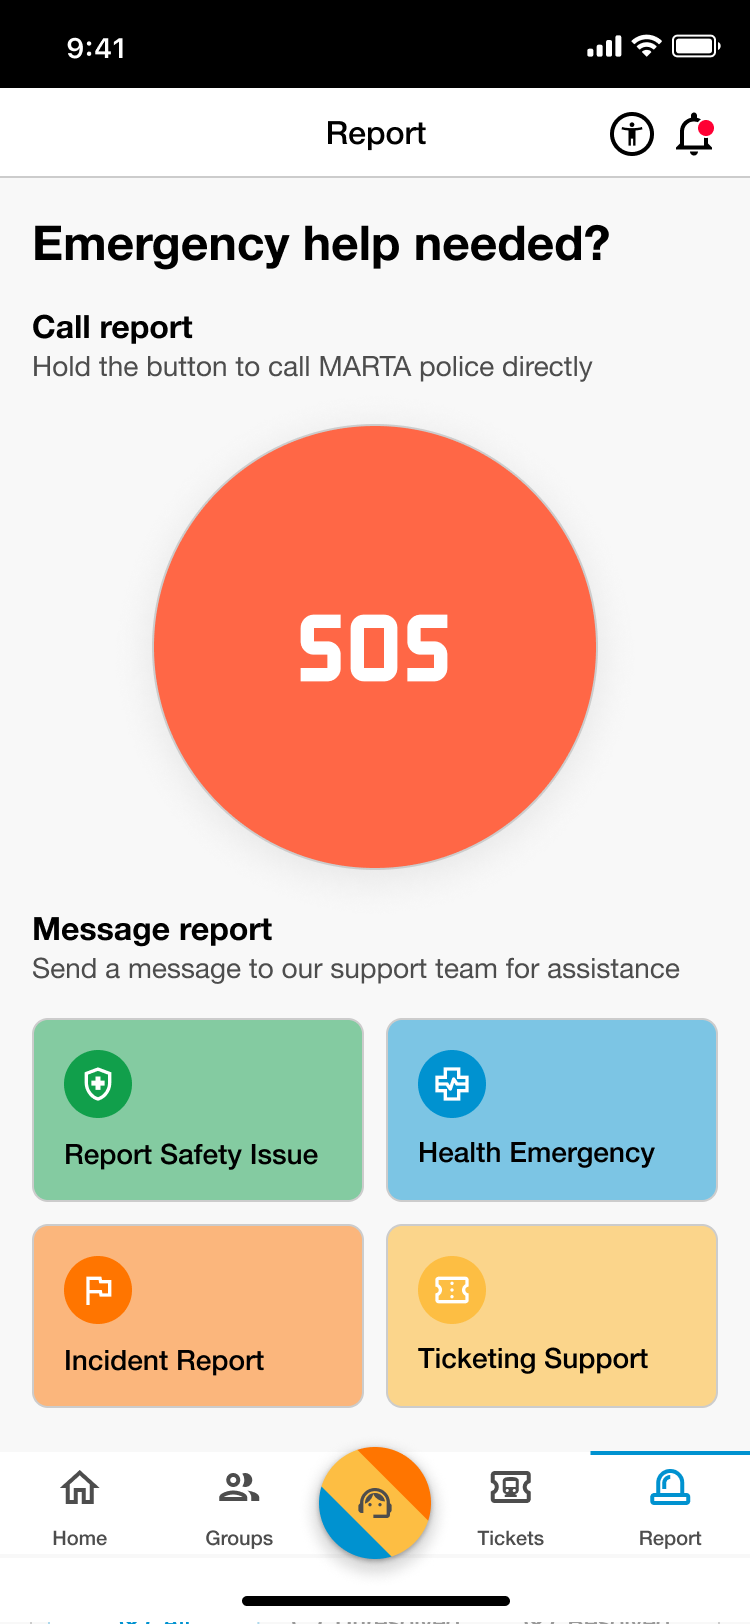 9:41
Report
Emergency help needed?
Call report
Hold the button to call MARTA police directly
SOS
Message report
Send a message to our support team for assistance
Report Safety Issue
Health Emergency
Incident Report
Ticketing Support
Home
Groups
Tickets
Report